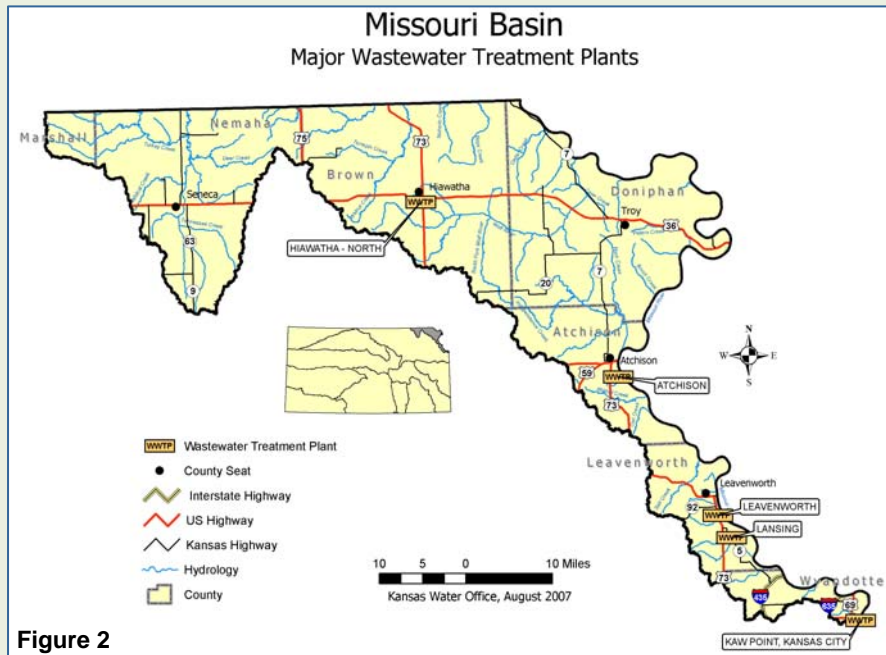 Missouri Basin
Major Wastewater Treatment Plants
Marshall
Nemaha
75
73
7
Brown
Hiawatha
WWTP
Doniphan
Troy
36
Seneca
HIAWATHA - NORTH
63
9
20
7
Atchison
Atchison
59
WWTP
ATCHISON
73
N
W
E
S
Leavenworth
Leavenworth
92
WWTP
LEAVENWORTH
WWTP
LANSING
5
73
Wyandotte
435
635
69
WWTP
KAW POINT, KANSAS CITY
WWTP Wastewater Treatment Plant
County Seat
Interstate Highway
US Highway
Kansas Highway
Hydrology
County
10 5 0 10 Miles
Kansas Water Office, August 2007
Figure 2